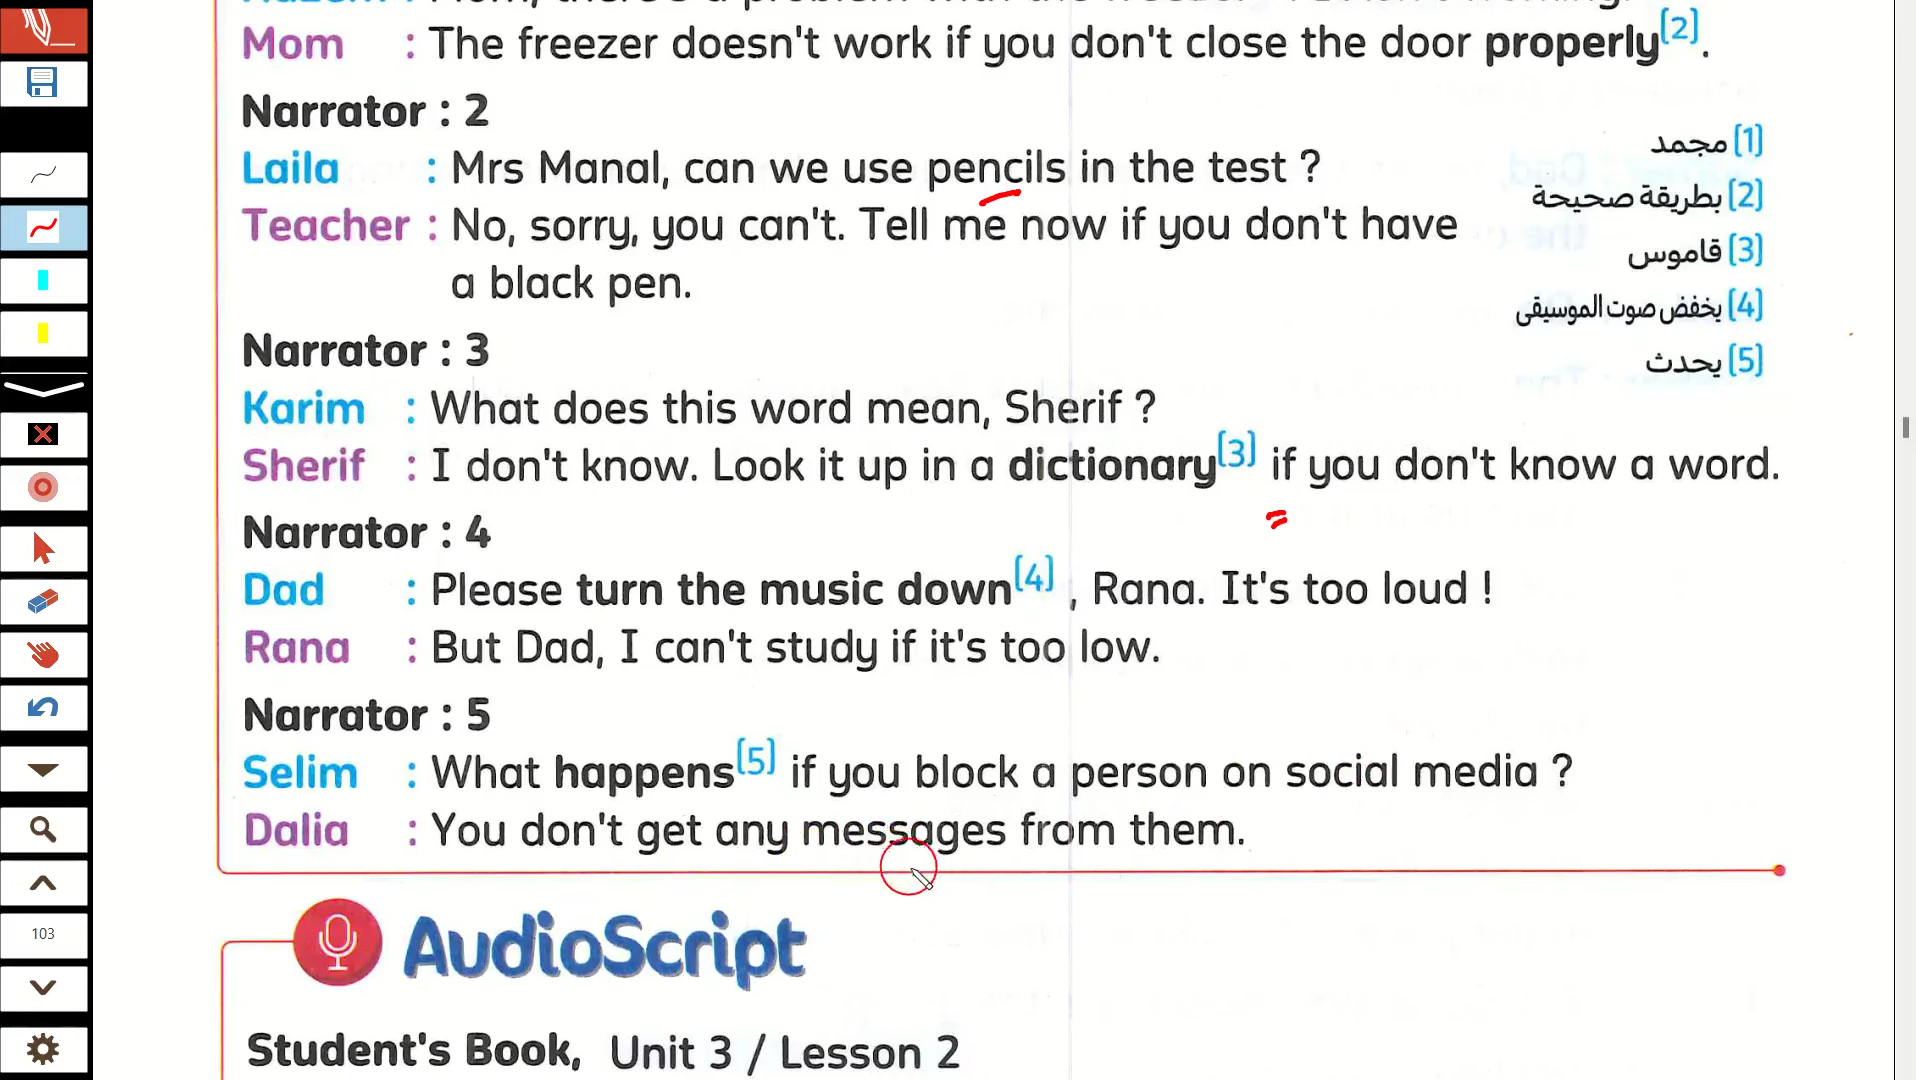 Mom : The freezer doesn't work if you don't close the door properly[2].
Narrator : 2
Laila : Mrs Manal, can we use pencils in the test ?
Teacher : No, sorry, you can't. Tell me now if you don't have
a black pen.
[1] مجمد
[2] بطريقة صحيحة
[3] قاموس
[4] يخفض صوت الموسيقى
[5] يحدث
Narrator : 3
Karim : What does this word mean, Sherif ?
Sherif : I don't know. Look it up in a dictionary[3] if you don't know a word.
Narrator : 4
Dad : Please turn the music down[4] , Rana. It's too loud !
Rana : But Dad, I can't study if it's too low.
Narrator : 5
Selim : What happens[5] if you block a person on social media ?
Dalia : You don't get any messages from them.
AudioScript
Student's Book, Unit 3 / Lesson 2
103